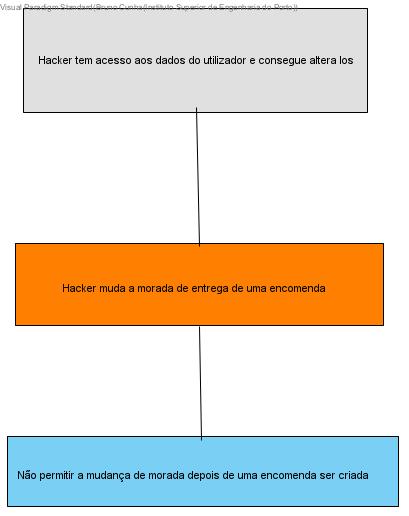 Visual Paradigm Standard(Bruno Cunha(Instituto Superior de Engenharia do Porto))
Hacker tem acesso aos dados do utilizador e consegue altera los
Hacker muda a morada de entrega de uma encomenda
Não permitir a mudança de morada depois de uma encomenda ser criada